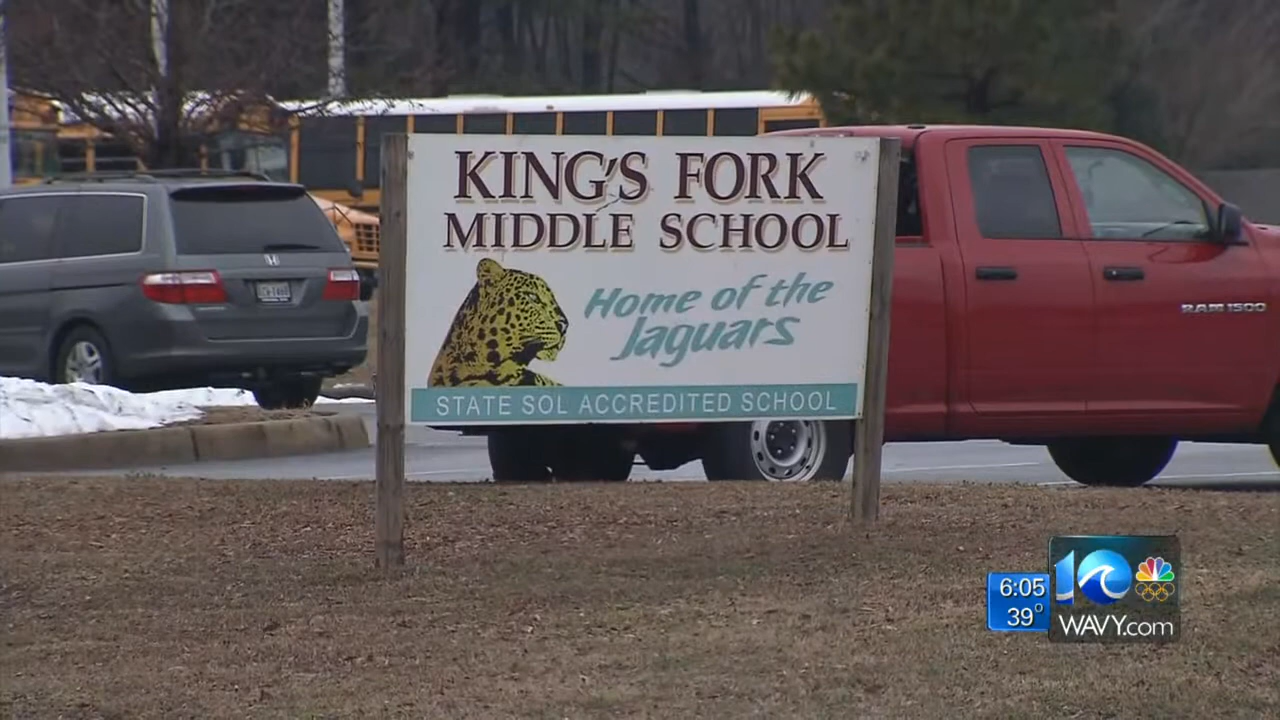 KING'S FORK
MIDDLE SCHOOL
Home of the
Jaguars
STATE SOL ACCREDITED SCHOOL
RAM 1500
6:05
39°
10
WAVY.com